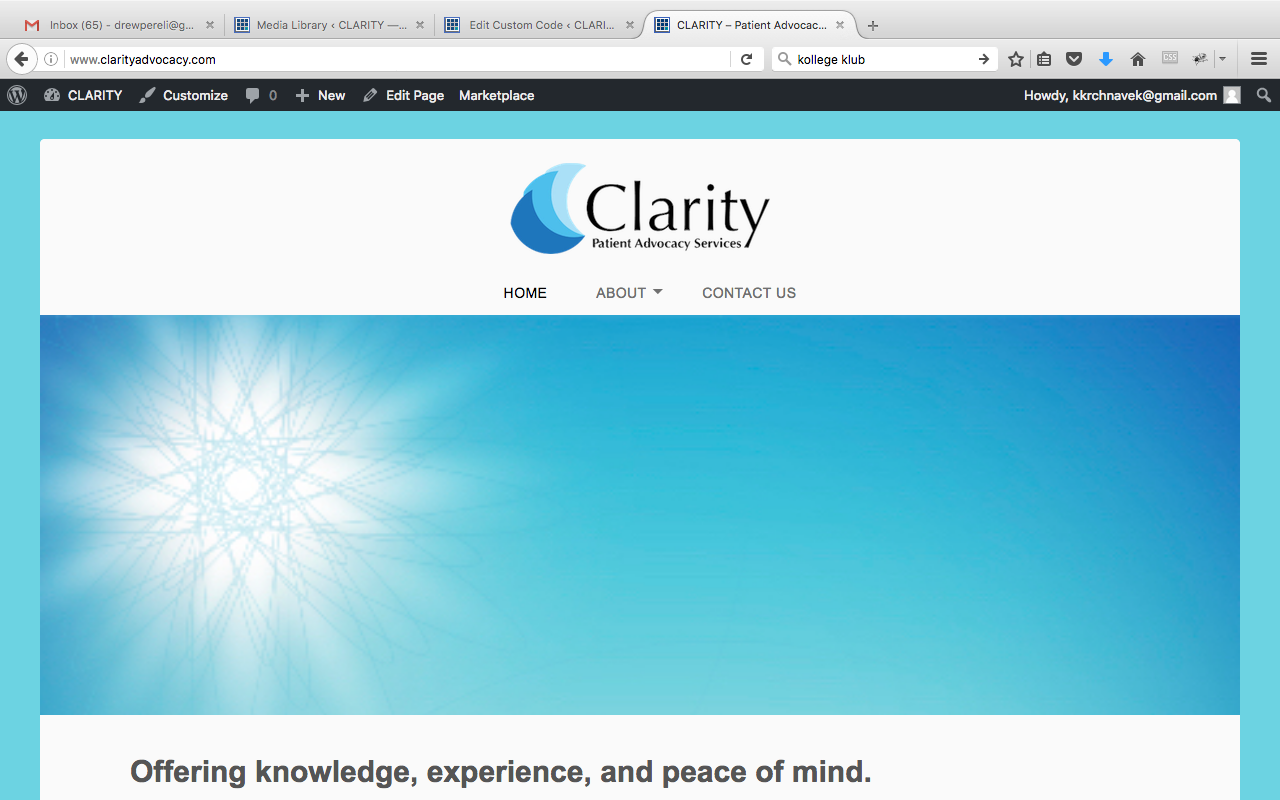 Inbox (65) - drewpereli@g...
Media Library ‹ CLARITY —...
Edit Custom Code ‹ CLARI...
CLARITY – Patient Advocac...
www.clarityadvocacy.com
kollege klub
CSS
CLARITY
Customize
0
New
Edit Page
Marketplace
Howdy, kkrchnavek@gmail.com
Clarity
Patient Advocacy Services
HOME
ABOUT
CONTACT US
Offering knowledge, experience, and peace of mind.